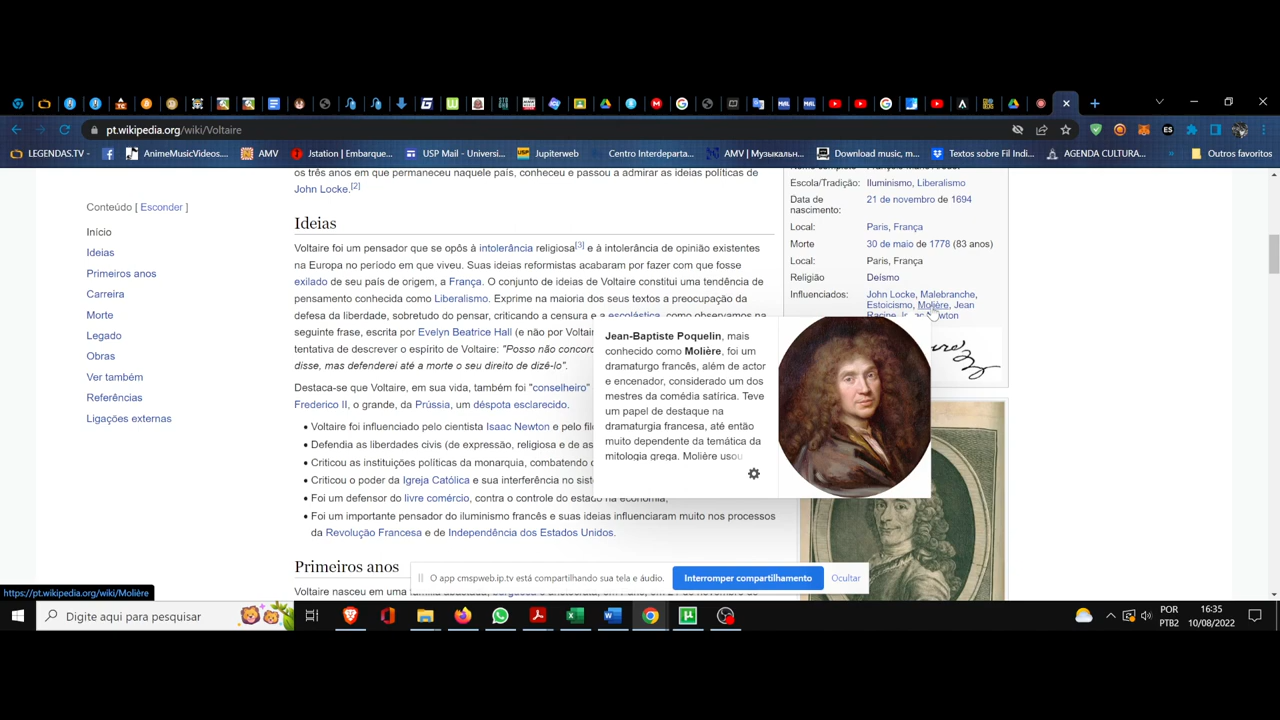 pt.wikipedia.org/wiki/Voltaire
LEGENDAS.TV -
AnimeMusicVideos...
AMV
Jstation | Embarque...
USP Mail - Universi...
Jupiterweb
Centro Interdeparta...
AMV | Музыкальн...
Download music, m...
Textos sobre Fil Indi...
AGENDA CULTURA...
»
Outros favoritos
Conteúdo [ Esconder ]
Início
Ideias
Primeiros anos
Carreira
Morte
Legado
Obras
Ver também
Referências
Ligações externas
os três anos em que permaneceu naquele país, conheceu e passou a admirar as ideias políticas de
John Locke.[2]
Ideias
Voltaire foi um pensador que se opôs à intolerância religiosa[3] e à intolerância de opinião existentes
na Europa no período em que viveu. Suas ideias reformistas acabaram por fazer com que fosse
exilado de seu país de origem, a França. O conjunto de ideias de Voltaire constitui uma tendência de
pensamento conhecida como Liberalismo. Exprime na maioria dos seus textos a preocupação da
defesa da liberdade, sobretudo do pensar, criticando a censura e a escolástica, como observamos na
seguinte frase, escrita por Evelyn Beatrice Hall (e não por Voltair
tentativa de descrever o espírito de Voltaire: "Posso não concord
disse, mas defenderei até a morte o seu direito de dizê-lo".
Destaca-se que Voltaire, em sua vida, também foi "conselheiro"
Frederico II, o grande, da Prússia, um déspota esclarecido.
• Voltaire foi influenciado pelo cientista Isaac Newton e pelo fil
• Defendia as liberdades civis (de expressão, religiosa e de as
• Criticou as instituições políticas da monarquia, combatendo o
• Criticou o poder da Igreja Católica e sua interferência no sist
• Foi um defensor do livre comércio, contra o controle do estado na economia;
• Foi um importante pensador do iluminismo francês e suas ideias influenciaram muito nos processos
da Revolução Francesa e de Independência dos Estados Unidos.
Primeiros anos
Escola/Tradição: Iluminismo, Liberalismo
Data de nascimento: 21 de novembro de 1694
Local: Paris, França
Morte 30 de maio de 1778 (83 anos)
Local: Paris, França
Religião Deísmo
Influenciados: John Locke, Malebranche,
Estoicismo, Molière, Jean
Racine, Isaac Newton
Jean-Baptiste Poquelin, mais
conhecido como Molière, foi um
dramaturgo francês, além de actor
e encenador, considerado um dos
mestres da comédia satírica. Teve
um papel de destaque na
dramaturgia francesa, até então
muito dependente da temática da
mitologia grega. Molière usou
O app cmspweb.ip.tv está compartilhando sua tela e áudio.
Interromper compartilhamento
Ocultar
https://pt.wikipedia.org/wiki/Molière
Digite aqui para pesquisar
POR
PTB2
16:35
10/08/2022